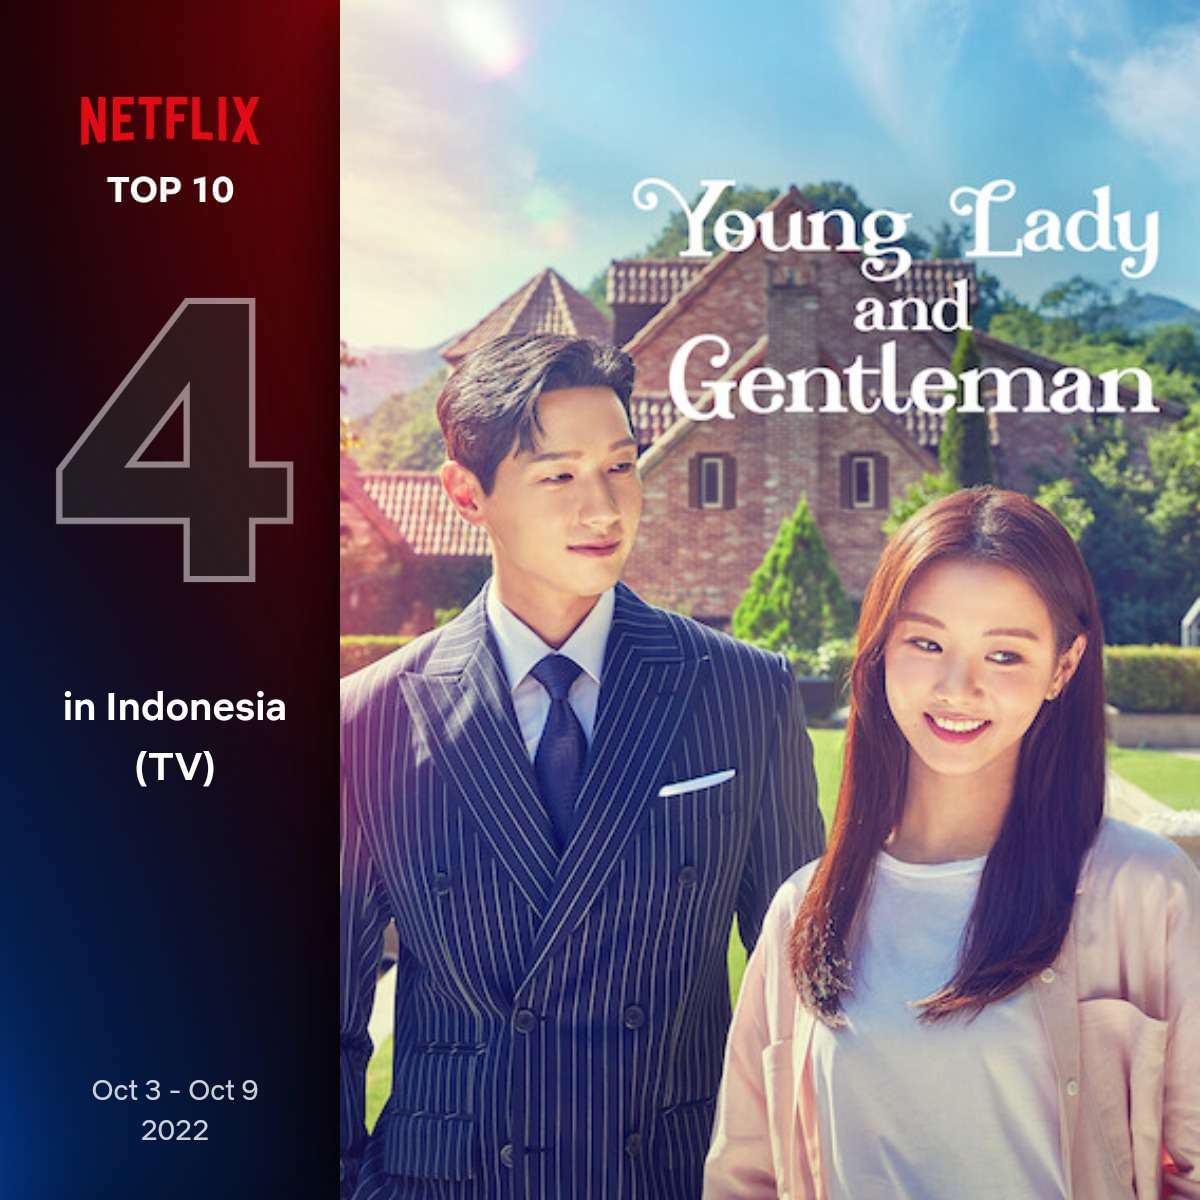 NETFLIX
TOP 10
4
in Indonesia
(TV)
Oct 3 - Oct 9
2022
Young Lady
and
Gentleman